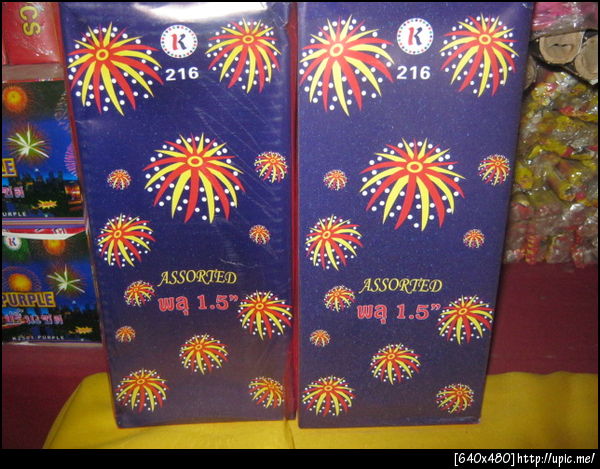 K
216
ASSORTED
พลุ 1.5"
K
216
ASSORTED
พลุ 1.5"
PURPLE
PURPLE
[640x480]http://upic.me/